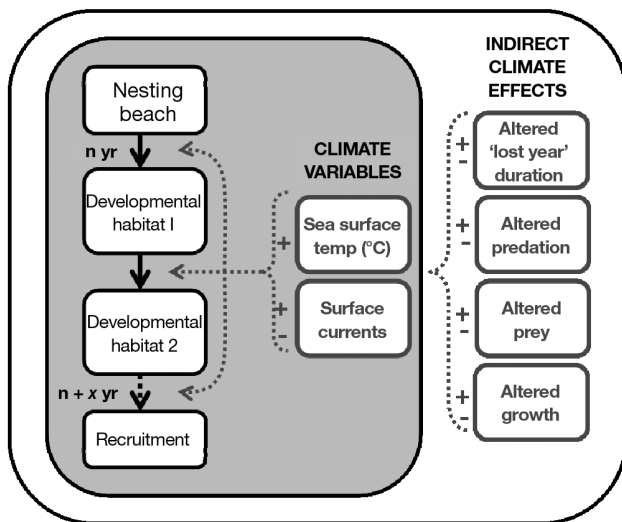 Nesting
beach
n yr
Developmental
habitat I
Developmental
habitat 2
n + x yr
Recruitment
CLIMATE
VARIABLES
Sea surface
temp (°C)
+
Surface
currents
+
-
INDIRECT
CLIMATE
EFFECTS
Altered
‘lost year’
duration
+
-
Altered
predation
+
-
Altered
prey
+
-
Altered
growth
+
-